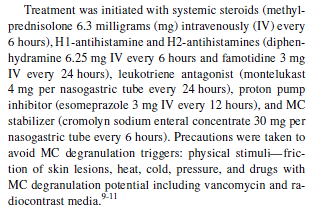 Treatment was initiated with systemic steroids (methyl-
prednisolone 6.3 milligrams (mg) intravenously (IV) every
6 hours), H1-antihistamine and H2-antihistamines (diphen-
hydramine 6.25 mg IV every 6 hours and famotidine 3 mg
IV every 24 hours), leukotriene antagonist (montelukast
4 mg per nasogastric tube every 24 hours), proton pump
inhibitor (esomeprazole 3 mg IV every 12 hours), and MC
stabilizer (cromolyn sodium enteral concentrate 30 mg per
nasogastric tube every 6 hours). Precautions were taken to
avoid MC degranulation triggers: physical stimuli—fric-
tion of skin lesions, heat, cold, pressure, and drugs with
MC degranulation potential including vancomycin and ra-
diocontrast media.9-11